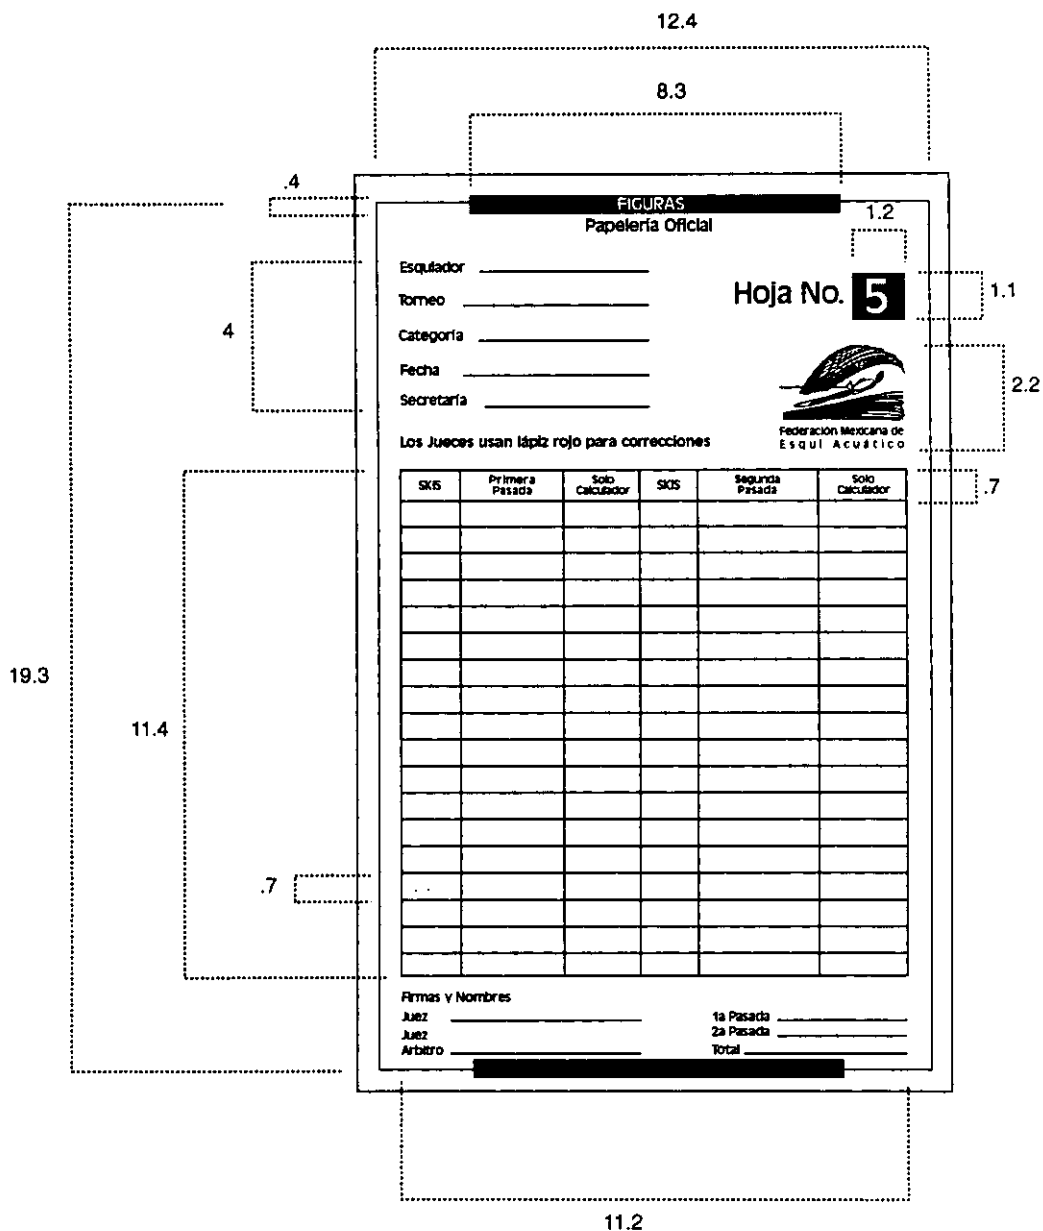 12.4
8.3
.4
FIGURAS
Papelería Oficial
1.2
Esquiador
Hoja No. 5
1.1
Torneo
4
Categoría
Fecha
2.2
Secretaría
Federación Mexicana de
Esquí Acuático
Los Jueces usan lápiz rojo para correcciones
SKIS Primera Pasada Solo Calculador SKIS Segunda Pasada Solo Calculador
.7
19.3
11.4
.7
Firmas y Nombres
Juez 1a Pasada
Juez 2a Pasada
Arbitro Total
11.2